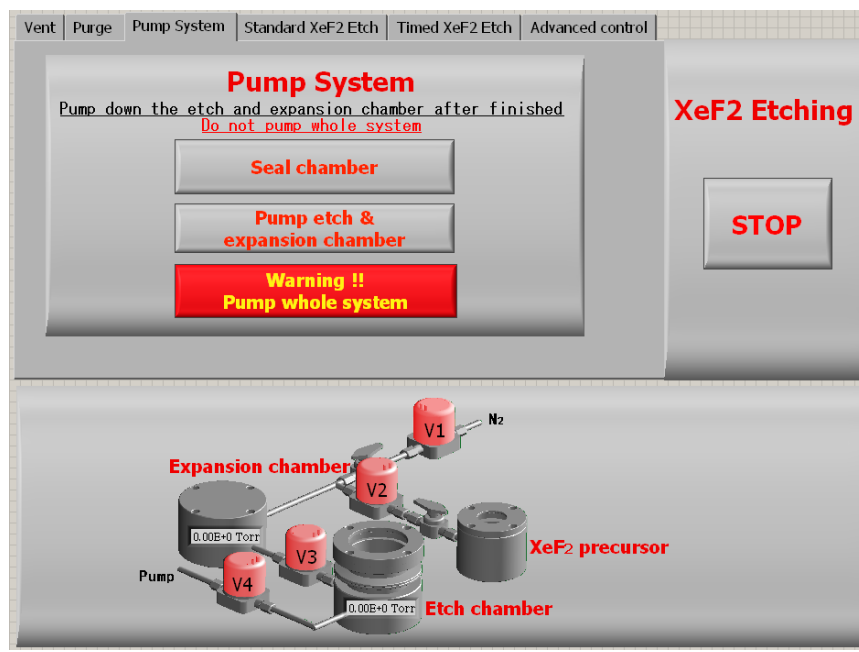 Vent Purge Pump System Standard XeF2 Etch Timed XeF2 Etch Advanced control
Pump System
Pump down the etch and expansion chamber after finished
Do not pump whole system
Seal chamber
Pump etch &
expansion chamber
Warning !!
Pump whole system
XeF2 Etching
STOP
N2
V1
Expansion chamber
V2
0.00E+0 Torr
V3
XeF2 precursor
Pump
V4
0.00E+0 Torr
Etch chamber